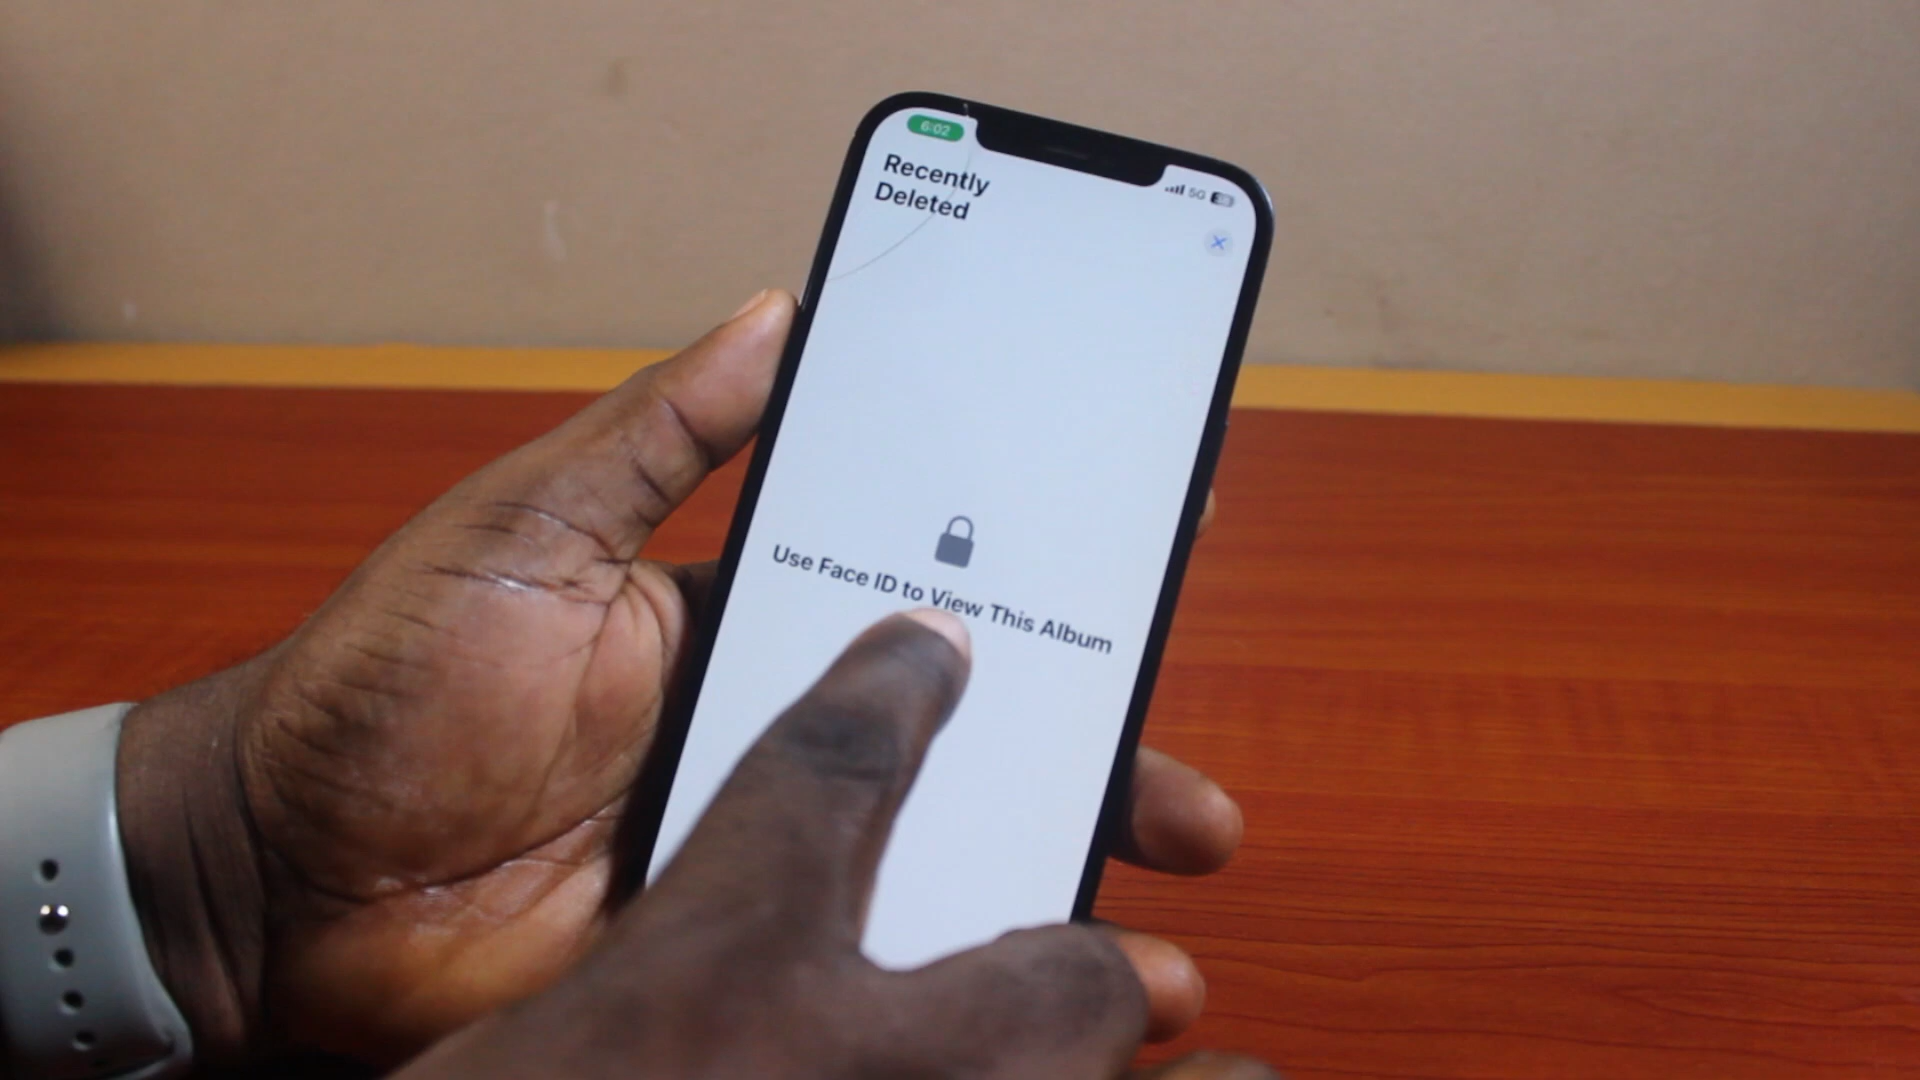 6:02
5G
Recently
Deleted
Use Face ID to View This Album